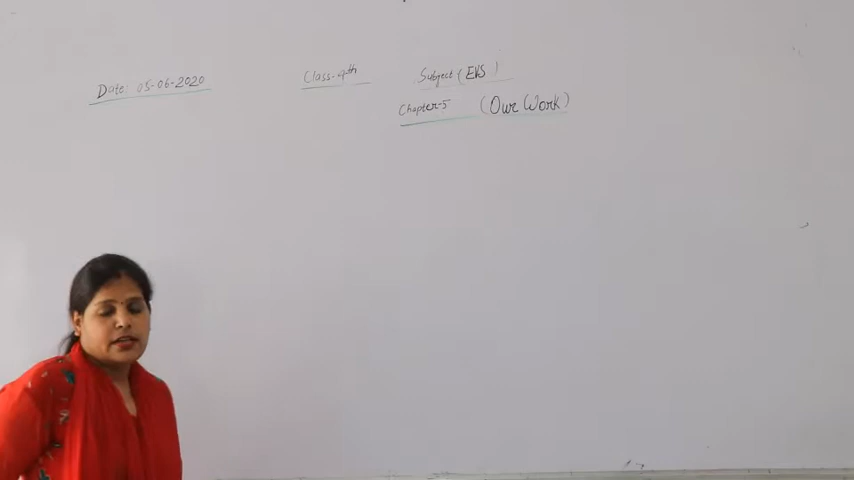 Date: 05-06-2020 Class-4th Subject (EVS)
Chapter-5 (Our Work)